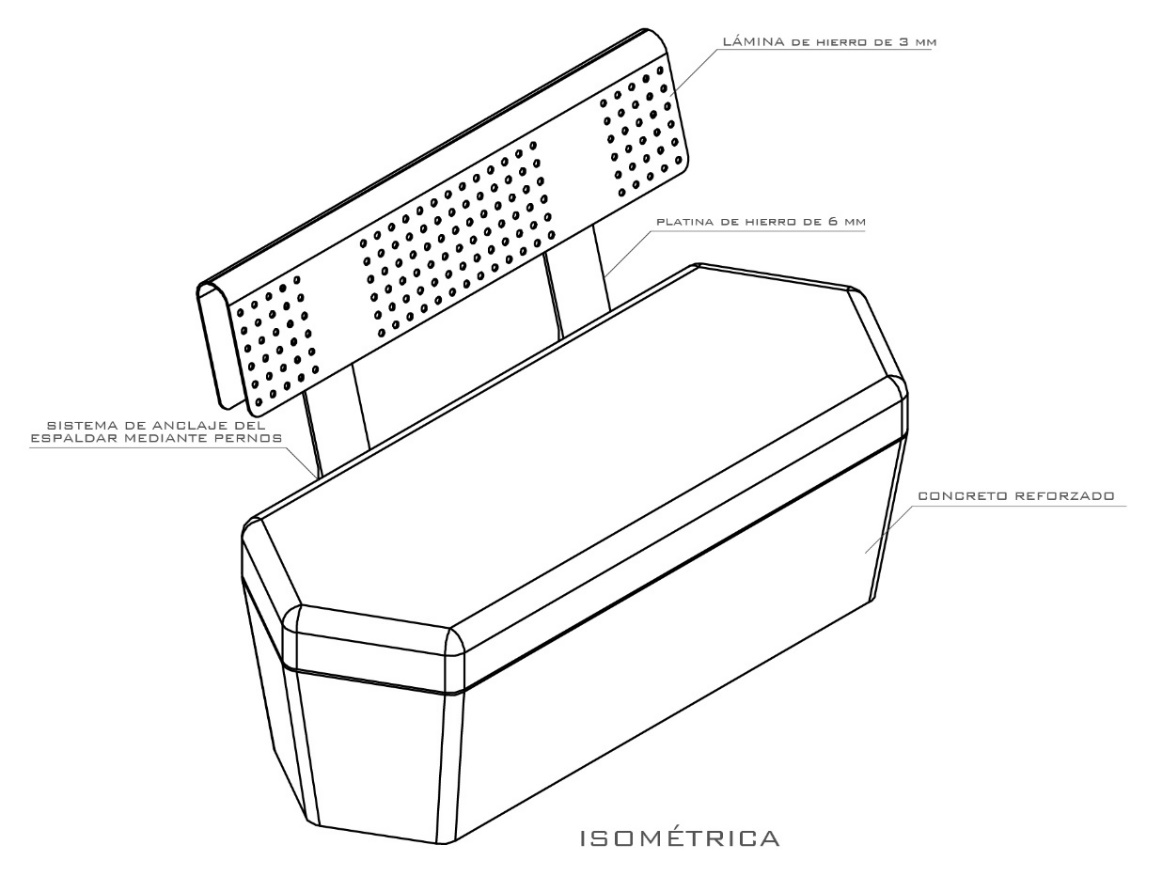 LÁMINA DE HIERRO DE 3 MM
PLATINA DE HIERRO DE 6 MM
SISTEMA DE ANCLAJE DEL
ESPALDAR MEDIANTE PERNOS
CONCRETO REFORZADO
ISOMÉTRICA